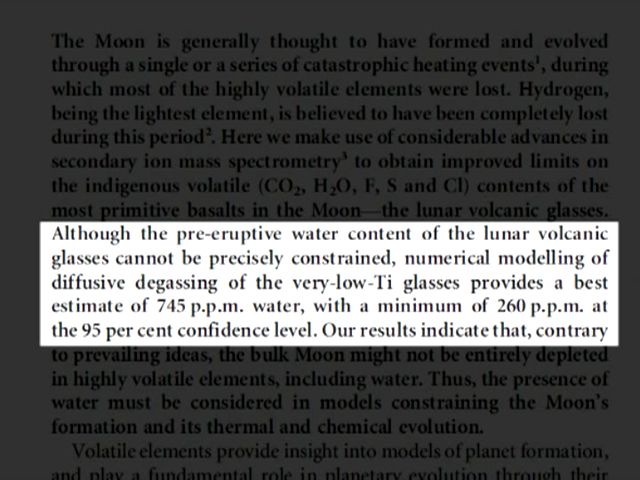 The Moon is generally thought to have formed and evolved
through a single or a series of catastrophic heating events¹, during
which most of the highly volatile elements were lost. Hydrogen,
being the lightest element, is believed to have been completely lost
during this period². Here we make use of considerable advances in
secondary ion mass spectrometry³ to obtain improved limits on
the indigenous volatile (CO₂, H₂O, F, S and Cl) contents of the
most primitive basalts in the Moon—the lunar volcanic glasses.
Although the pre-eruptive water content of the lunar volcanic
glasses cannot be precisely constrained, numerical modelling of
diffusive degassing of the very-low-Ti glasses provides a best
estimate of 745 p.p.m. water, with a minimum of 260 p.p.m. at
the 95 per cent confidence level. Our results indicate that, contrary
to prevailing ideas, the bulk Moon might not be entirely depleted
in highly volatile elements, including water. Thus, the presence of
water must be considered in models constraining the Moon's
formation and its thermal and chemical evolution.
Volatile elements provide insight into models of planet formation,
and play a fundamental role in planetary evolution through their